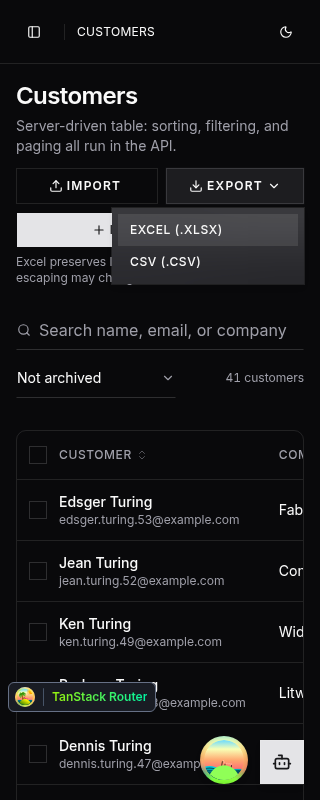 CUSTOMERS
Customers
Server-driven table: sorting, filtering, and
paging all run in the API.
IMPORT
EXPORT
EXCEL (.XLSX)
CSV (.CSV)
Excel preserves
escaping may
Search name, email, or company
Not archived
41 customers
CUSTOMER
Edsger Turing
edsger.turing.53@example.com
Fab
Jean Turing
jean.turing.52@example.com
Ken Turing
ken.turing.49@example.com
Wid
Litw
TanStack Router
@example.com
Dennis Turing
dennis.turing.47@examp